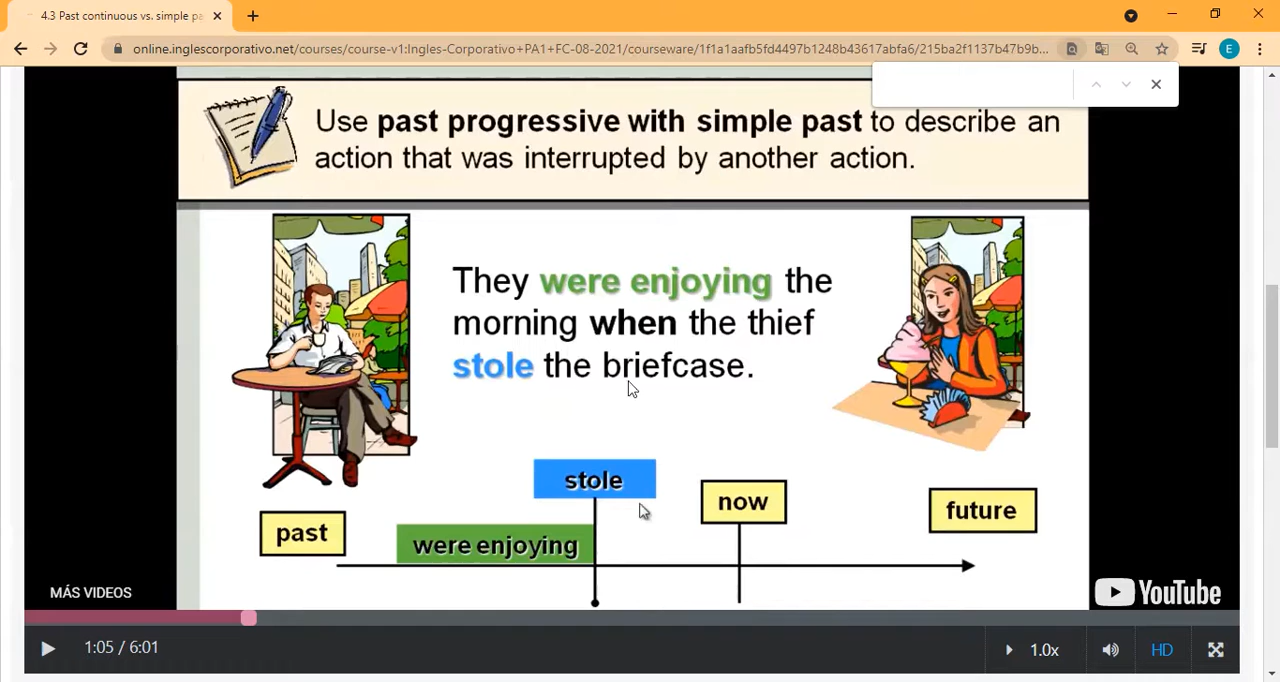 4.3 Past continuous vs. simple pa
online.inglescorporativo.net/courses/course-v1:Ingles-Corporativo+PA1+FC-08-2021/courseware/1f1a1aafb5fd4497b1248b43617abfa6/215ba2f1137b47b9b...
E
Use past progressive with simple past to describe an
action that was interrupted by another action.
They were enjoying the
morning when the thief
stole the briefcase.
stole
now
future
past
were enjoying
MÁS VIDEOS
YouTube
1:05 / 6:01
1.0x
HD